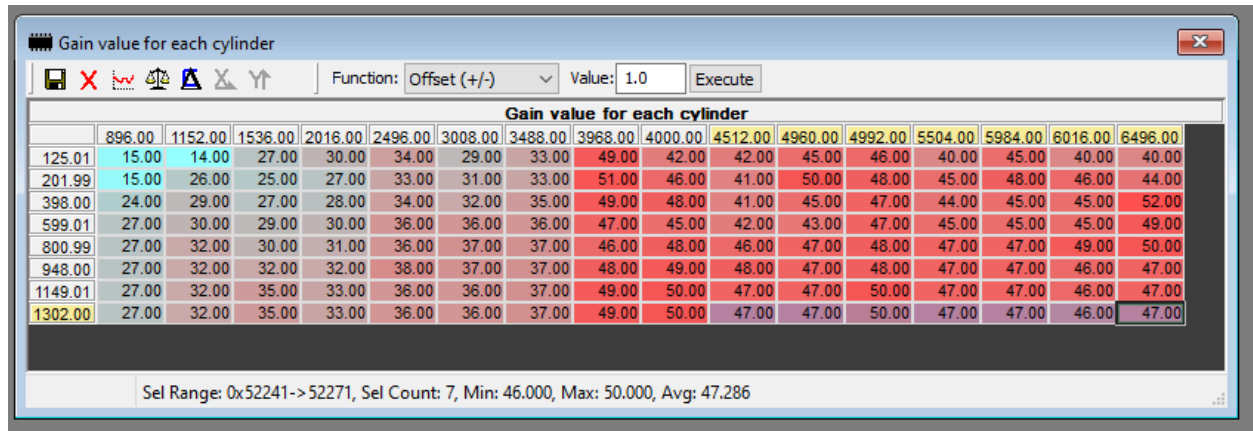 Gain value for each cylinder
Function: Offset (+/-) Value: 1.0 Execute
Gain value for each cylinder
896.00 1152.00 1536.00 2016.00 2496.00 3008.00 3488.00 3968.00 4000.00 4512.00 4960.00 4992.00 5504.00 5984.00 6016.00 6496.00
125.01 15.00 14.00 27.00 30.00 34.00 29.00 33.00 49.00 42.00 42.00 45.00 46.00 40.00 45.00 40.00 40.00
201.99 15.00 26.00 25.00 27.00 33.00 31.00 33.00 51.00 46.00 41.00 50.00 48.00 45.00 48.00 46.00 44.00
398.00 24.00 29.00 27.00 28.00 34.00 32.00 35.00 49.00 48.00 41.00 45.00 47.00 44.00 45.00 45.00 52.00
599.01 27.00 30.00 29.00 30.00 36.00 36.00 36.00 47.00 45.00 42.00 43.00 47.00 45.00 45.00 45.00 49.00
800.99 27.00 32.00 30.00 31.00 36.00 37.00 37.00 46.00 48.00 46.00 47.00 48.00 47.00 47.00 49.00 50.00
948.00 27.00 32.00 32.00 32.00 38.00 37.00 37.00 48.00 49.00 48.00 47.00 48.00 47.00 47.00 46.00 47.00
1149.01 27.00 32.00 35.00 33.00 36.00 36.00 37.00 49.00 50.00 47.00 47.00 50.00 47.00 47.00 46.00 47.00
1302.00 27.00 32.00 35.00 33.00 36.00 36.00 37.00 49.00 50.00 47.00 47.00 50.00 47.00 47.00 46.00 47.00
Sel Range: 0x52241->52271, Sel Count: 7, Min: 46.000, Max: 50.000, Avg: 47.286